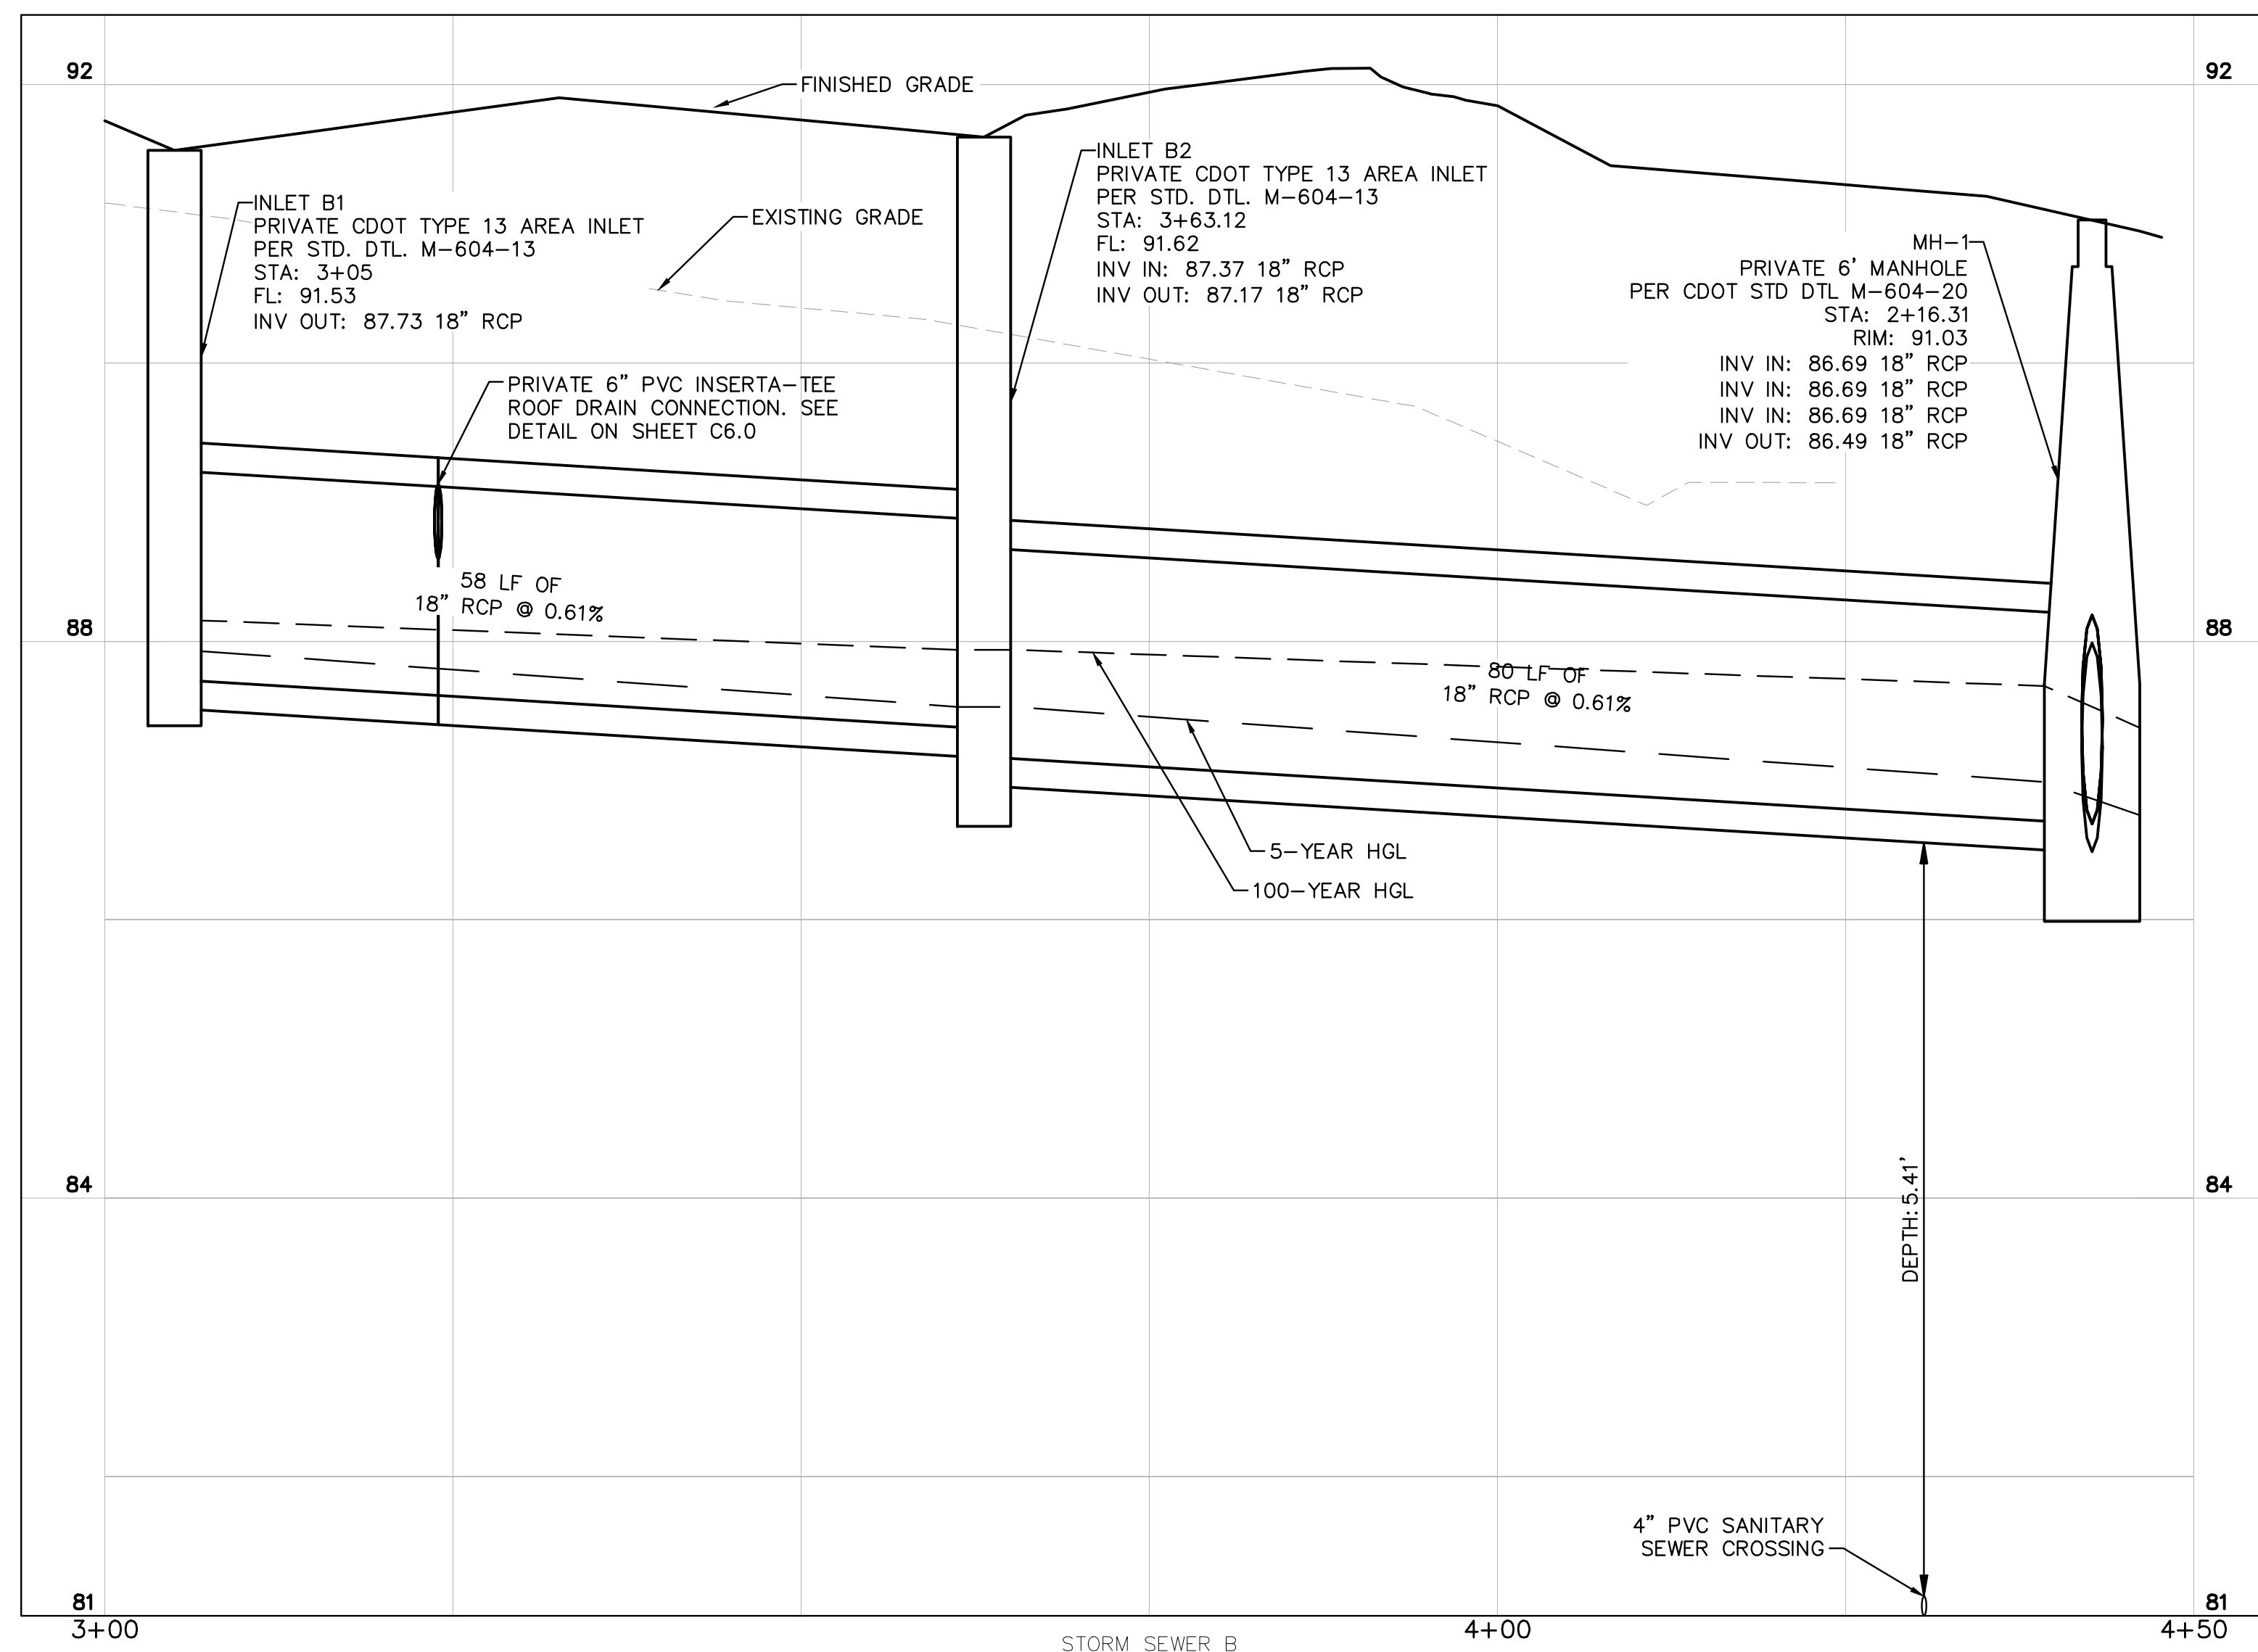 92
92
FINISHED GRADE
INLET B1
PRIVATE CDOT TYPE 13 AREA INLET
PER STD. DTL. M-604-13
STA: 3+05
FL: 91.53
INV OUT: 87.73 18" RCP
EXISTING GRADE
INLET B2
PRIVATE CDOT TYPE 13 AREA INLET
PER STD. DTL. M-604-13
STA: 3+63.12
FL: 91.62
INV IN: 87.37 18" RCP
INV OUT: 87.17 18" RCP
MH-1
PRIVATE 6' MANHOLE
PER CDOT STD DTL M-604-20
STA: 2+16.31
RIM: 91.03
INV IN: 86.69 18" RCP
INV IN: 86.69 18" RCP
INV IN: 86.69 18" RCP
INV OUT: 86.49 18" RCP
PRIVATE 6" PVC INSERTA-TEE
ROOF DRAIN CONNECTION. SEE
DETAIL ON SHEET C6.0
58 LF OF
18" RCP @ 0.61%
88
88
80 LF OF
18" RCP @ 0.61%
5-YEAR HGL
100-YEAR HGL
84
84
DEPTH: 5.41'
4" PVC SANITARY
SEWER CROSSING
81
81
3+00
4+00
4+50
STORM SEWER B